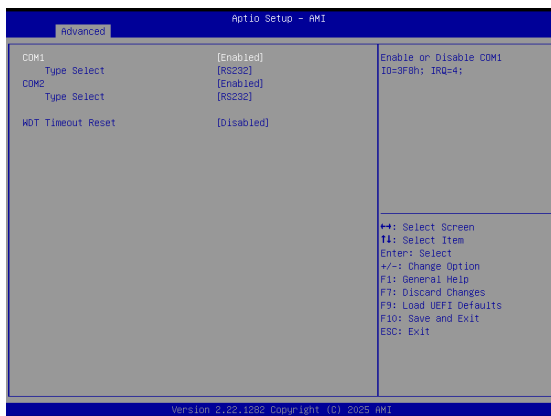 Aptio Setup – AMI
Advanced
COM1 [Enabled]
Type Select [RS232]
COM2 [Enabled]
Type Select [RS232]
WDT Timeout Reset [Disabled]
Enable or Disable COM1
IO=3F8h; IRQ=4;
↔: Select Screen
↑↓: Select Item
Enter: Select
+/-: Change Option
F1: General Help
F7: Discard Changes
F9: Load UEFI Defaults
F10: Save and Exit
ESC: Exit
Version 2.22.1282 Copyright (C) 2025 AMI